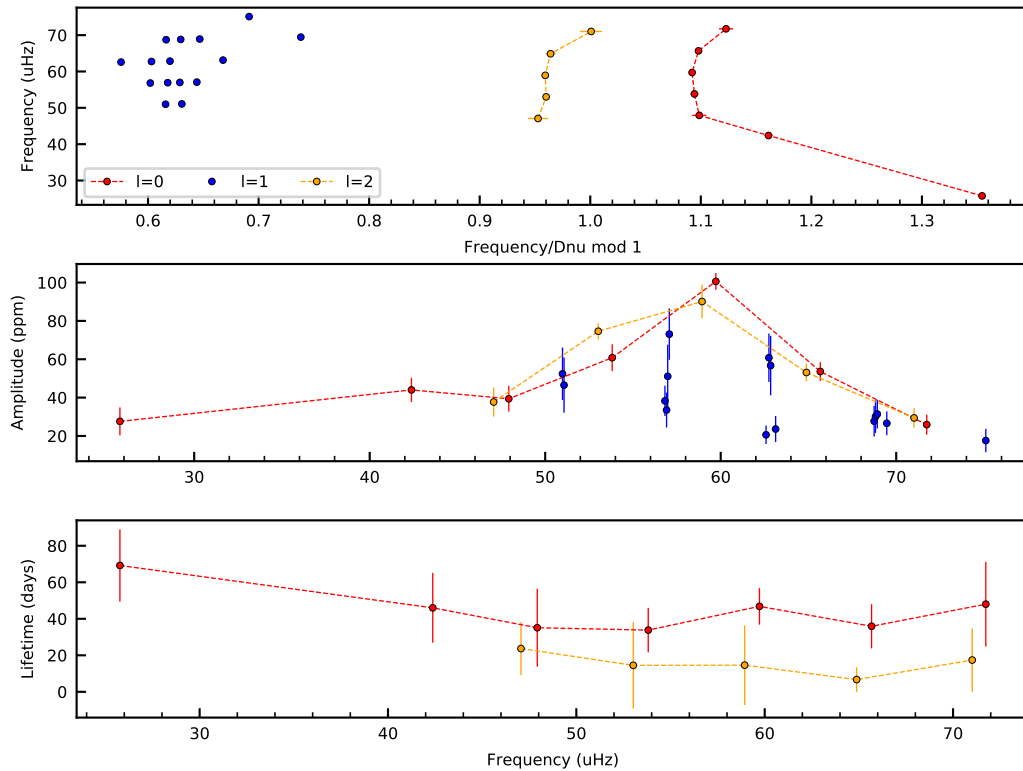 Frequency (uHz)
70
60
50
40
30
l=0 l=1 l=2
0.6 0.7 0.8 0.9 1.0 1.1 1.2 1.3
Frequency/Dnu mod 1
Amplitude (ppm)
100
80
60
40
20
30 40 50 60 70
Lifetime (days)
80
60
40
20
0
30 40 50 60 70
Frequency (uHz)